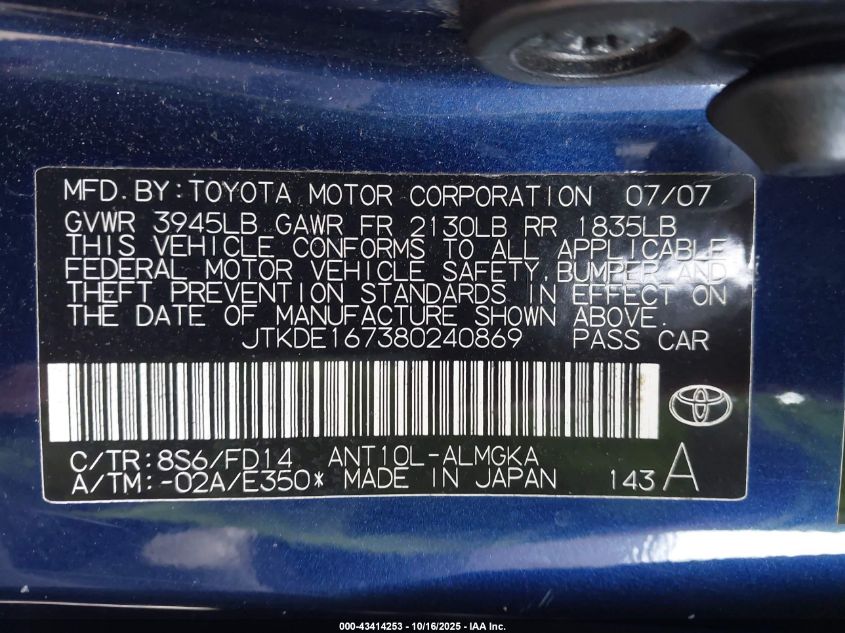 MFD. BY: TOYOTA MOTOR CORPORATION 07/07
GVWR 3945LB GAWR FR 2130LB RR 1835LB
THIS VEHICLE CONFORMS TO ALL APPLICABLE
FEDERAL MOTOR VEHICLE SAFETY, BUMPER AND
THEFT PREVENTION STANDARDS IN EFFECT ON
THE DATE OF MANUFACTURE SHOWN ABOVE.
JTKDE167380240869 PASS CAR
C/TR: 8S6/FD14 ANT10L-ALMGKA
A/TM: -02A/E350* MADE IN JAPAN 143 A
000-43414253 - 10/16/2025 - IAA Inc.